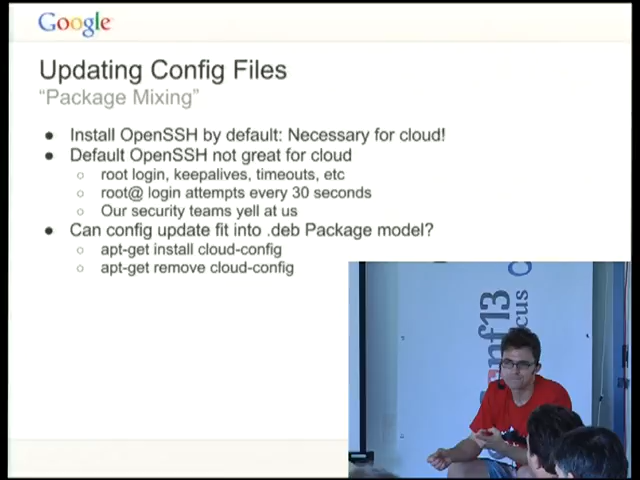 Google
Updating Config Files
“Package Mixing”
● Install OpenSSH by default: Necessary for cloud!
● Default OpenSSH not great for cloud
○ root login, keepalives, timeouts, etc
○ root@ login attempts every 30 seconds
○ Our security teams yell at us
● Can config update fit into .deb Package model?
○ apt-get install cloud-config
○ apt-get remove cloud-config
nf13
cus